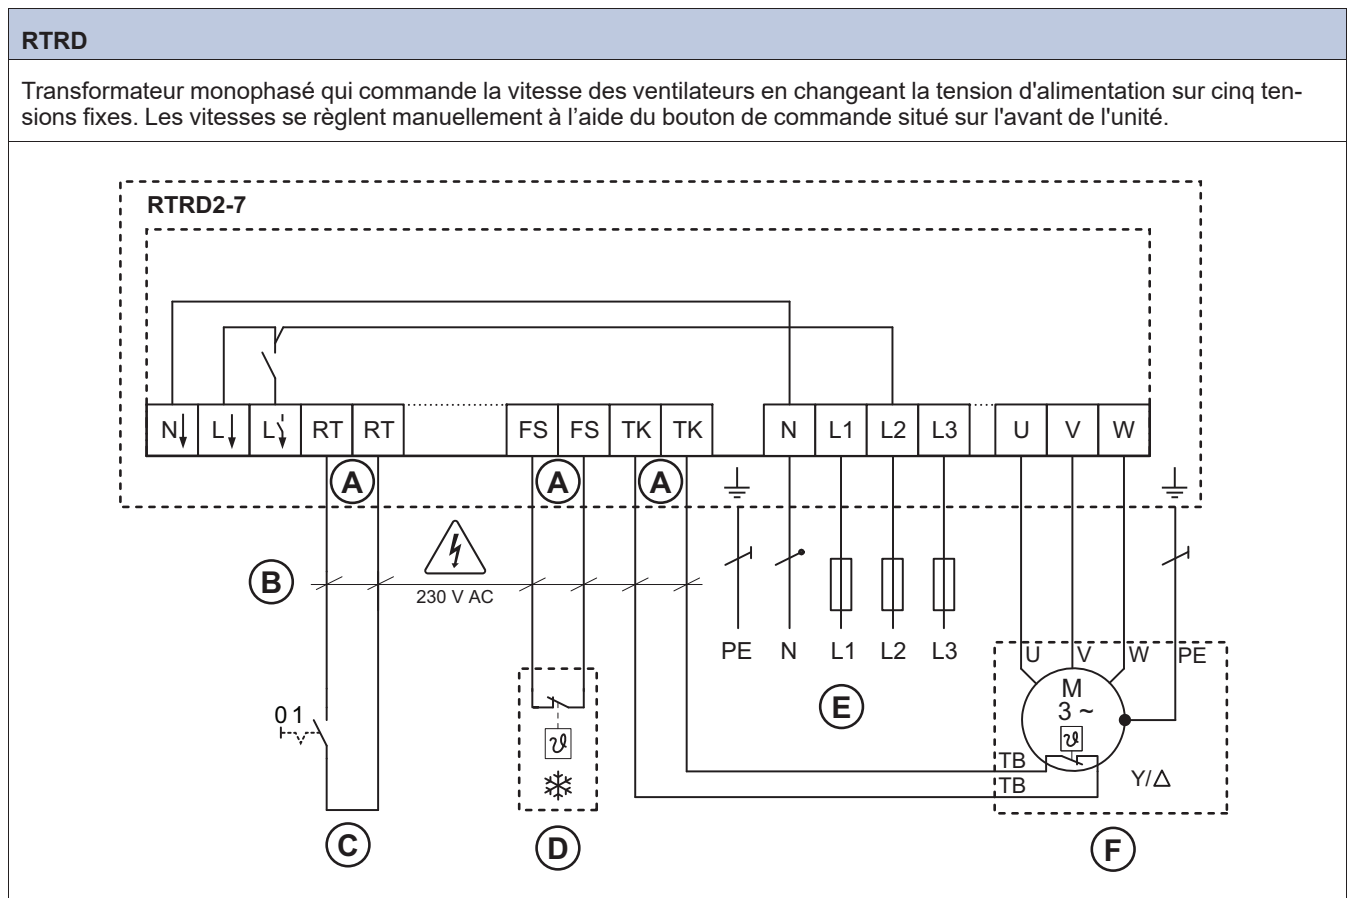 RTRD
Transformateur monophasé qui commande la vitesse des ventilateurs en changeant la tension d'alimentation sur cinq ten-
sions fixes. Les vitesses se règlent manuellement à l’aide du bouton de commande situé sur l'avant de l'unité.
RTRD2-7
N L L RT RT FS FS TK TK N L1 L2 L3 U V W
A A A
B
230 V AC
PE N L1 L2 L3
U V W PE
E
M
3 ~
0 1
TB
TB
Y/Δ
C
D
F